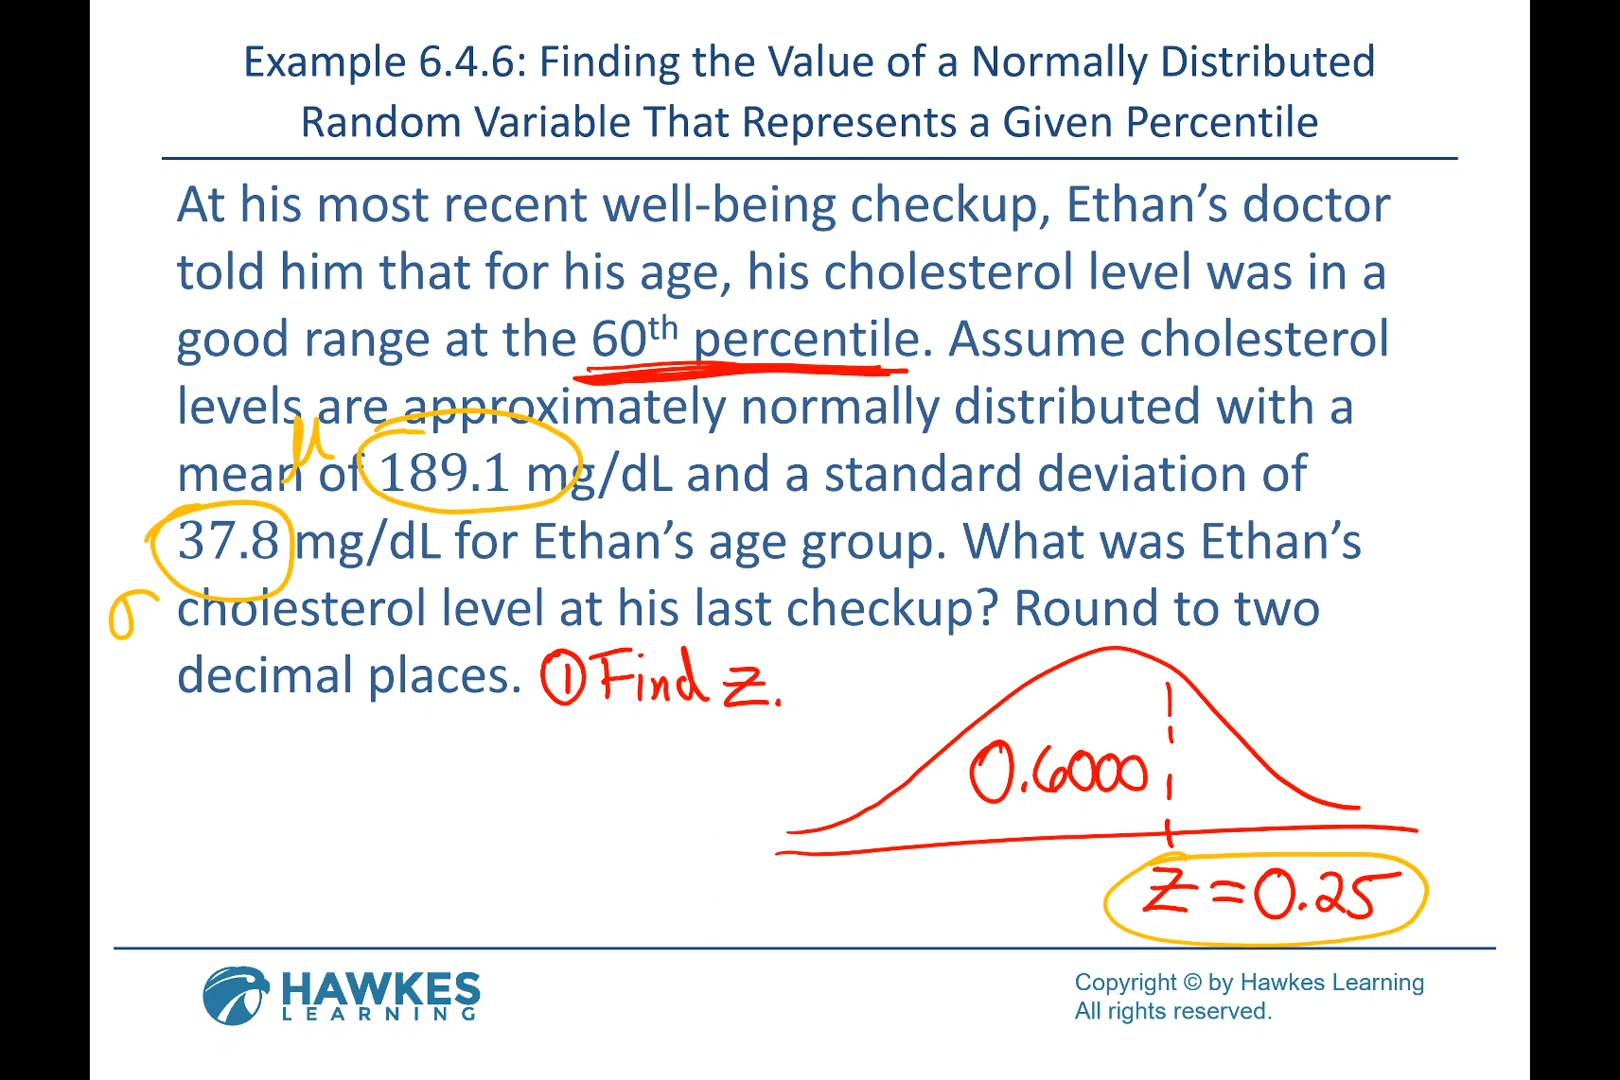 Example 6.4.6: Finding the Value of a Normally Distributed
Random Variable That Represents a Given Percentile
At his most recent well-being checkup, Ethan’s doctor
told him that for his age, his cholesterol level was in a
good range at the 60th percentile. Assume cholesterol
levels are approximately normally distributed with a
μ
mean of 189.1 mg/dL and a standard deviation of
37.8 mg/dL for Ethan’s age group. What was Ethan’s
σ
cholesterol level at his last checkup? Round to two
decimal places. ① Find z.
0.6000
z = 0.25
HAWKES
LEARNING
Copyright © by Hawkes Learning
All rights reserved.